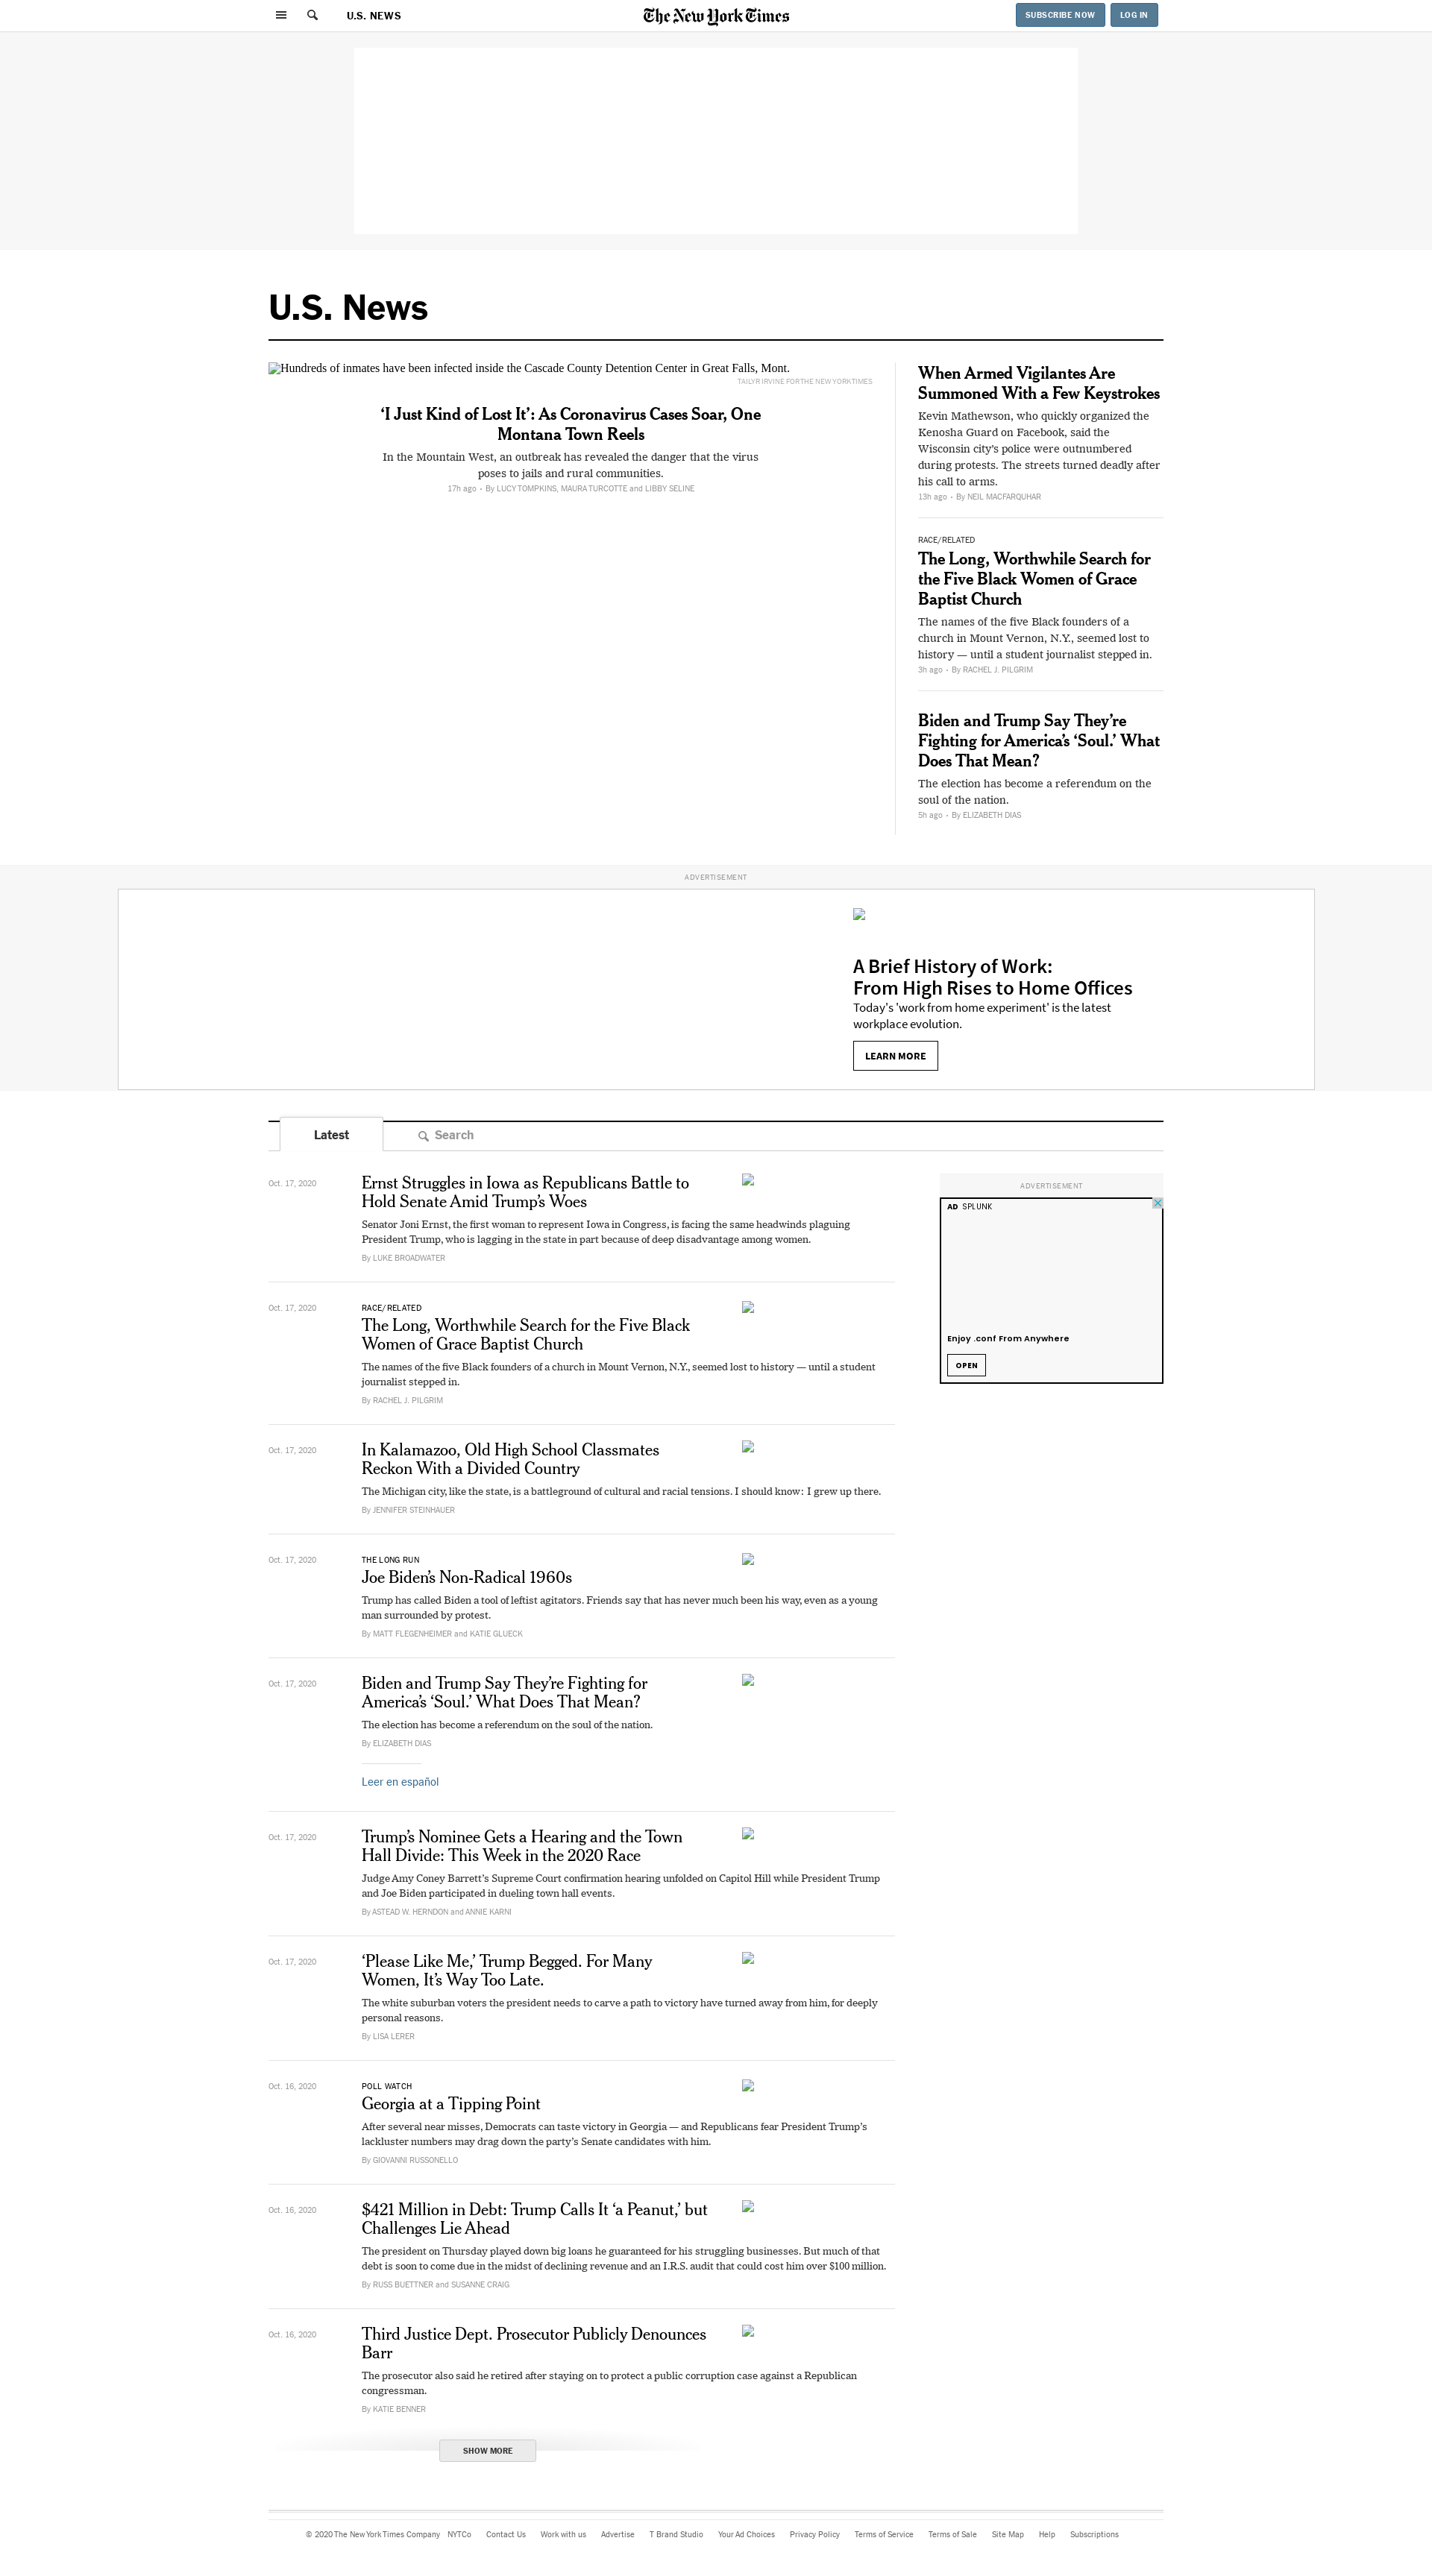 U.S. NEWS
The New York Times
SUBSCRIBE NOW
LOG IN
U.S. News
Hundreds of inmates have been infected inside the Cascade County Detention Center in Great Falls, Mont.
TAILYR IRVINE FOR THE NEW YORK TIMES
‘I Just Kind of Lost It’: As Coronavirus Cases Soar, One
Montana Town Reels
In the Mountain West, an outbreak has revealed the danger that the virus
poses to jails and rural communities.
17h ago • By LUCY TOMPKINS, MAURA TURCOTTE and LIBBY SELINE
When Armed Vigilantes Are
Summoned With a Few Keystrokes
Kevin Mathewson, who quickly organized the
Kenosha Guard on Facebook, said the
Wisconsin city’s police were outnumbered
during protests. The streets turned deadly after
his call to arms.
13h ago • By NEIL MACFARQUHAR
RACE/RELATED
The Long, Worthwhile Search for
the Five Black Women of Grace
Baptist Church
The names of the five Black founders of a
church in Mount Vernon, N.Y., seemed lost to
history — until a student journalist stepped in.
3h ago • By RACHEL J. PILGRIM
Biden and Trump Say They’re
Fighting for America’s ‘Soul.’ What
Does That Mean?
The election has become a referendum on the
soul of the nation.
5h ago • By ELIZABETH DIAS
ADVERTISEMENT
A Brief History of Work:
From High Rises to Home Offices
Today's 'work from home experiment' is the latest
workplace evolution.
LEARN MORE
Latest
Search
Oct. 17, 2020
Ernst Struggles in Iowa as Republicans Battle to
Hold Senate Amid Trump’s Woes
Senator Joni Ernst, the first woman to represent Iowa in Congress, is facing the same headwinds plaguing
President Trump, who is lagging in the state in part because of deep disadvantage among women.
By LUKE BROADWATER
ADVERTISEMENT
AD SPLUNK
Enjoy .conf From Anywhere
OPEN
Oct. 17, 2020
RACE/RELATED
The Long, Worthwhile Search for the Five Black
Women of Grace Baptist Church
The names of the five Black founders of a church in Mount Vernon, N.Y., seemed lost to history — until a student
journalist stepped in.
By RACHEL J. PILGRIM
Oct. 17, 2020
In Kalamazoo, Old High School Classmates
Reckon With a Divided Country
The Michigan city, like the state, is a battleground of cultural and racial tensions. I should know: I grew up there.
By JENNIFER STEINHAUER
Oct. 17, 2020
THE LONG RUN
Joe Biden’s Non-Radical 1960s
Trump has called Biden a tool of leftist agitators. Friends say that has never much been his way, even as a young
man surrounded by protest.
By MATT FLEGENHEIMER and KATIE GLUECK
Oct. 17, 2020
Biden and Trump Say They’re Fighting for
America’s ‘Soul.’ What Does That Mean?
The election has become a referendum on the soul of the nation.
By ELIZABETH DIAS
Leer en español
Oct. 17, 2020
Trump’s Nominee Gets a Hearing and the Town
Hall Divide: This Week in the 2020 Race
Judge Amy Coney Barrett’s Supreme Court confirmation hearing unfolded on Capitol Hill while President Trump
and Joe Biden participated in dueling town hall events.
By ASTEAD W. HERNDON and ANNIE KARNI
Oct. 17, 2020
‘Please Like Me,’ Trump Begged. For Many
Women, It’s Way Too Late.
The white suburban voters the president needs to carve a path to victory have turned away from him, for deeply
personal reasons.
By LISA LERER
Oct. 16, 2020
POLL WATCH
Georgia at a Tipping Point
After several near misses, Democrats can taste victory in Georgia — and Republicans fear President Trump’s
lackluster numbers may drag down the party’s Senate candidates with him.
By GIOVANNI RUSSONELLO
Oct. 16, 2020
$421 Million in Debt: Trump Calls It ‘a Peanut,’ but
Challenges Lie Ahead
The president on Thursday played down big loans he guaranteed for his struggling businesses. But much of that
debt is soon to come due in the midst of declining revenue and an I.R.S. audit that could cost him over $100 million.
By RUSS BUETTNER and SUSANNE CRAIG
Oct. 16, 2020
Third Justice Dept. Prosecutor Publicly Denounces
Barr
The prosecutor also said he retired after staying on to protect a public corruption case against a Republican
congressman.
By KATIE BENNER
SHOW MORE
© 2020 The New York Times Company NYTCo Contact Us Work with us Advertise T Brand Studio Your Ad Choices Privacy Policy Terms of Service Terms of Sale Site Map Help Subscriptions